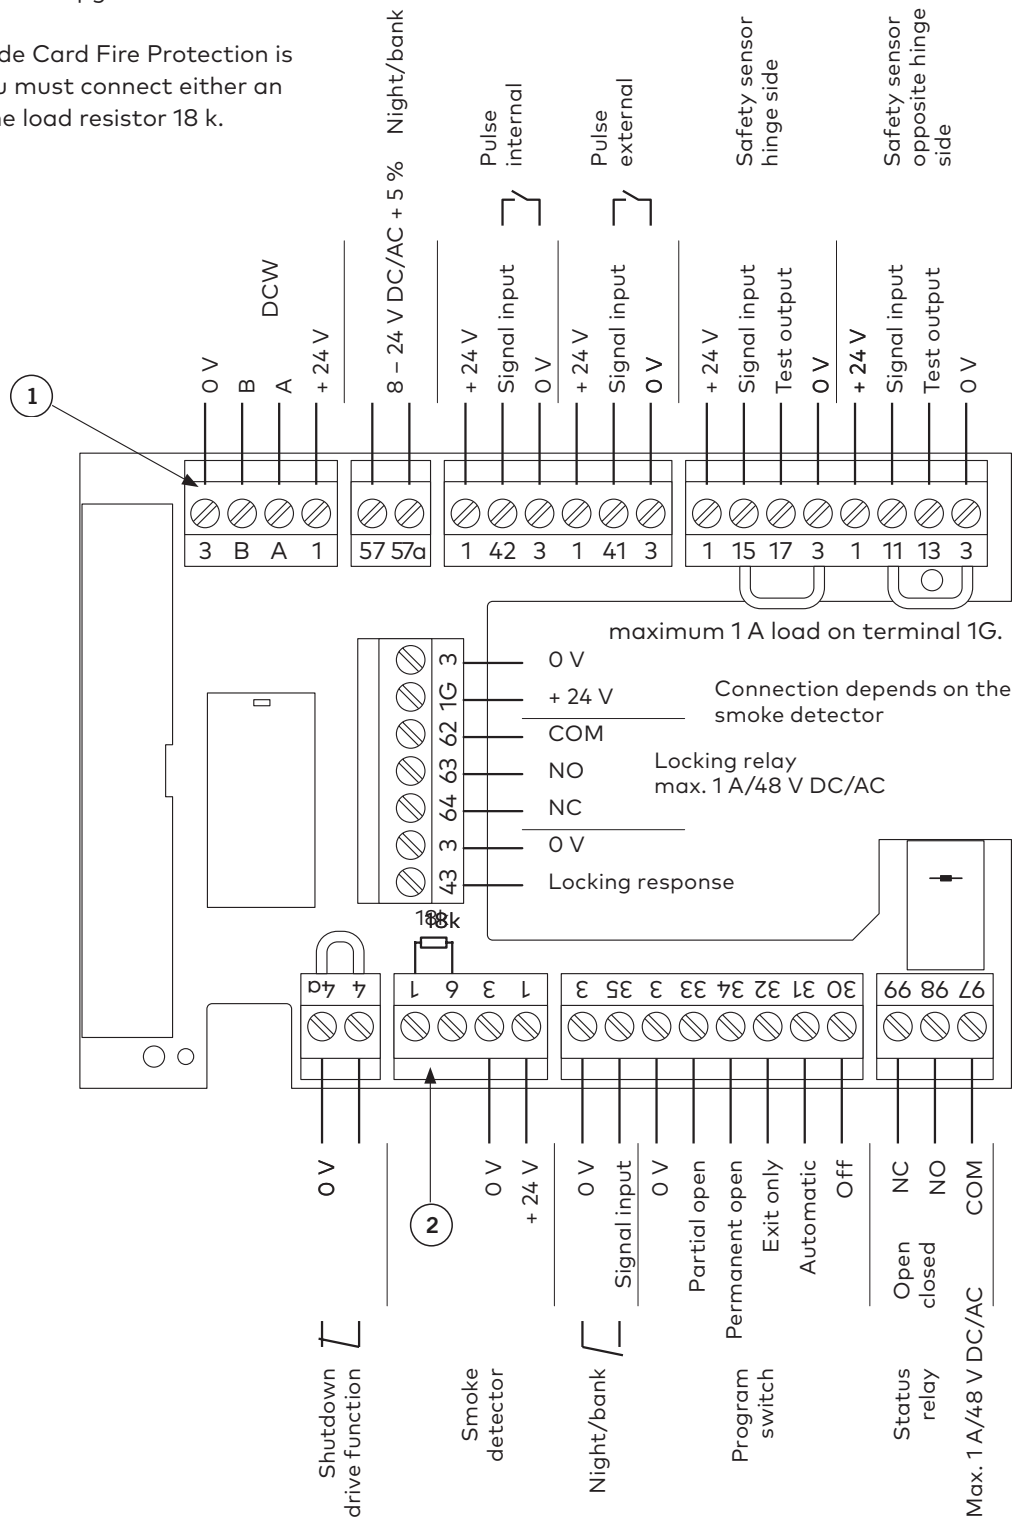 de Card Fire Protection is
u must connect either an
e load resistor 18 k.
Night/bank
8 – 24 V DC/AC + 5 %
Pulse
internal
Pulse
external
Safety sensor
hinge side
Safety sensor
opposite hinge
side
DCW
0 V
B
A
+ 24 V
+ 24 V
Signal input
0 V
+ 24 V
Signal input
0 V
+ 24 V
Signal input
Test output
0 V
+ 24 V
Signal input
Test output
0 V
1
3 B A 1
57 57a
1 42 3 1 41 3
1 15 17 3 1 11 13 3
maximum 1 A load on terminal 1G.
3 0 V
1G + 24 V
Connection depends on the
smoke detector
62 COM
63 NO
64 NC
Locking relay
max. 1 A/48 V DC/AC
3 0 V
43 Locking response
18k
18k
4a 4
1 6 3 1
3 35 3 33 34 32 31 30
99 98 97
0 V
2
0 V
+ 24 V
0 V
Signal input
0 V
Partial open
Permanent open
Exit only
Automatic
Off
NC
NO
COM
Open
closed
Shutdown
drive function
Smoke
detector
Night/bank
Program
switch
Status
relay
Max. 1 A/48 V DC/AC